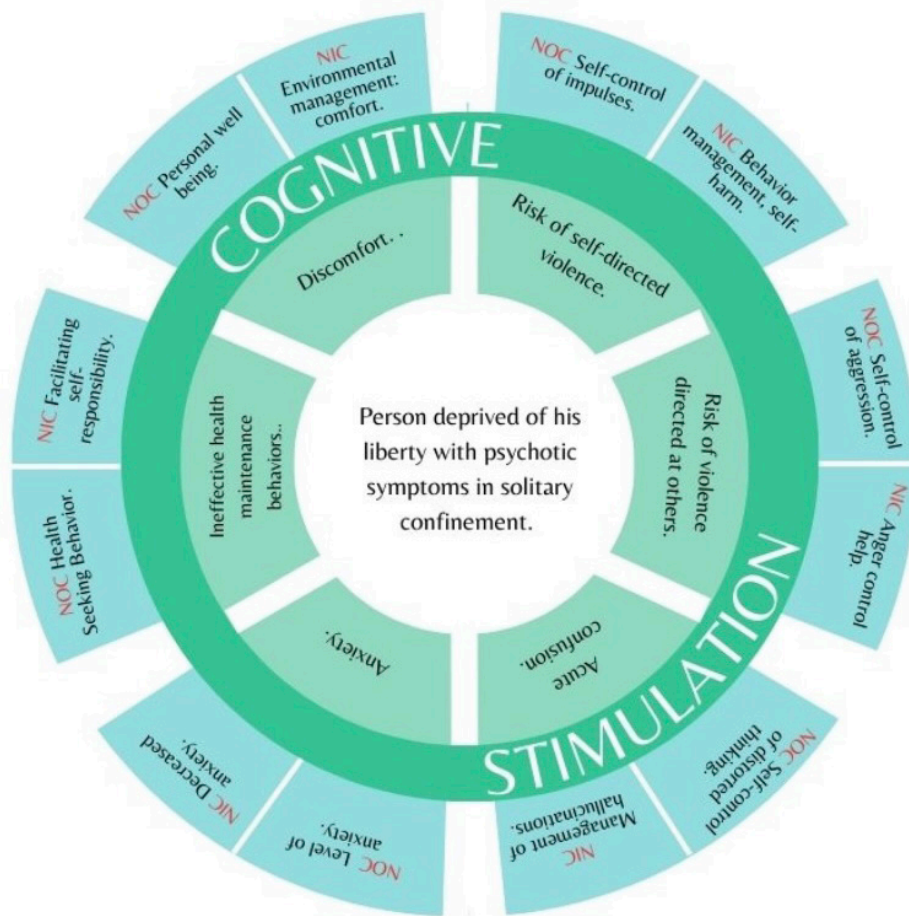 Person deprived of his
liberty with psychotic
symptoms in solitary
confinement.
COGNITIVE
STIMULATION
Discomfort. .
Risk of self-directed
violence.
Risk of violence
directed at others.
Acute
confusion.
Anxiety.
Ineffective health
maintenance
behaviors..
NOC Self-control
of impulses.
NIC Behavior
management, self-
harm.
NOC Self-control
of aggression.
NIC Anger control
help.
NOC Self-control
of distorted
thinking.
NIC
Management of
hallucinations.
NOC Level of
anxiety.
NIC Decreased
anxiety.
NOC Health
Seeking Behavior.
NIC Facilitating
self-
responsibility.
NOC Personal well
being.
NIC
Environmental
management:
comfort.